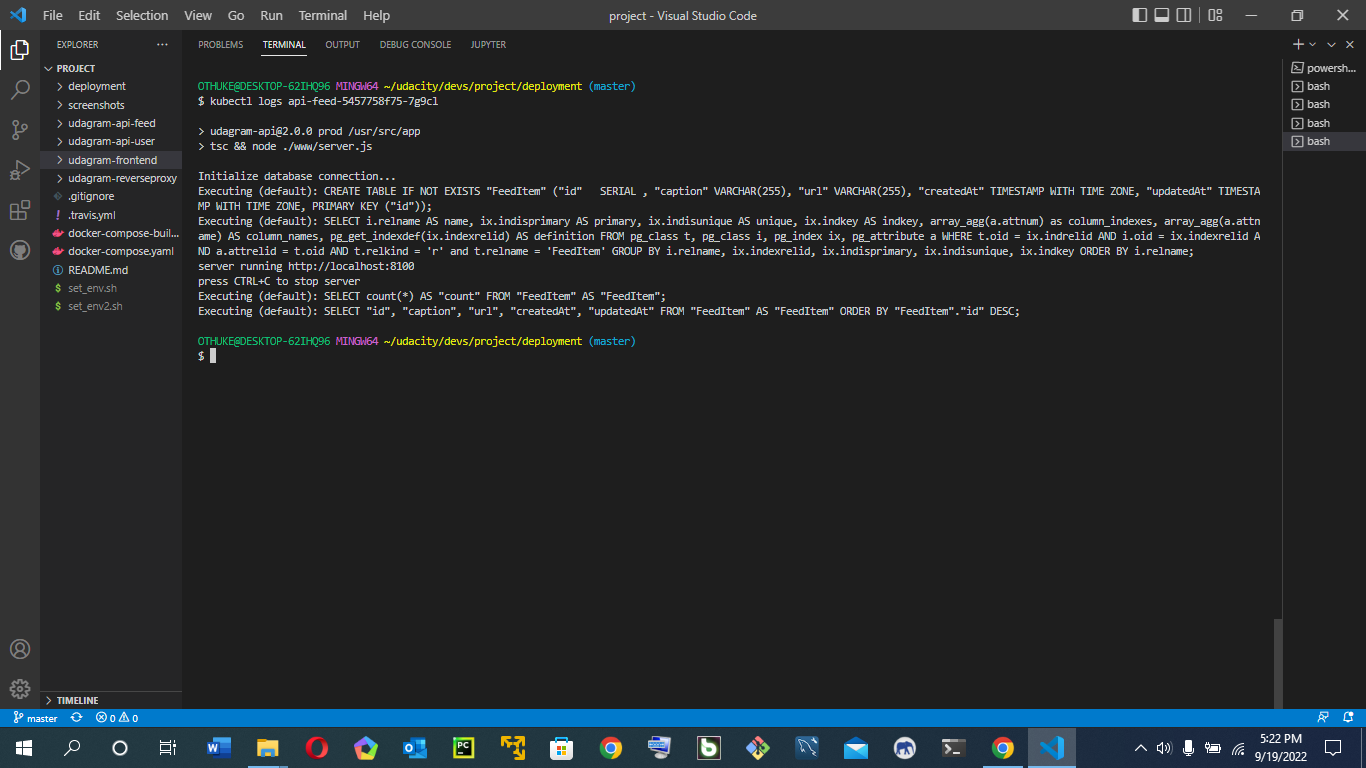 File Edit Selection View Go Run Terminal Help
project - Visual Studio Code
EXPLORER
PROJECT
deployment
screenshots
udagram-api-feed
udagram-api-user
udagram-frontend
udagram-reverseproxy
.gitignore
.travis.yml
docker-compose-buil...
docker-compose.yaml
README.md
set_env.sh
set_env2.sh
TIMELINE
PROBLEMS TERMINAL OUTPUT DEBUG CONSOLE JUPYTER
OTHUKE@DESKTOP-62IHQ96 MINGW64 ~/udacity/devs/project/deployment (master)
$ kubectl logs api-feed-5457758f75-7g9cl
> udagram-api@2.0.0 prod /usr/src/app
> tsc && node ./www/server.js
Initialize database connection...
Executing (default): CREATE TABLE IF NOT EXISTS "FeedItem" ("id"   SERIAL , "caption" VARCHAR(255), "url" VARCHAR(255), "createdAt" TIMESTAMP WITH TIME ZONE, "updatedAt" TIMESTA
MP WITH TIME ZONE, PRIMARY KEY ("id"));
Executing (default): SELECT i.relname AS name, ix.indisprimary AS primary, ix.indisunique AS unique, ix.indkey AS indkey, array_agg(a.attnum) as column_indexes, array_agg(a.attn
ame) AS column_names, pg_get_indexdef(ix.indexrelid) AS definition FROM pg_class t, pg_class i, pg_index ix, pg_attribute a WHERE t.oid = ix.indrelid AND i.oid = ix.indexrelid A
ND a.attrelid = t.oid AND t.relkind = 'r' and t.relname = 'FeedItem' GROUP BY i.relname, ix.indexrelid, ix.indisprimary, ix.indisunique, ix.indkey ORDER BY i.relname;
server running http://localhost:8100
press CTRL+C to stop server
Executing (default): SELECT count(*) AS "count" FROM "FeedItem" AS "FeedItem";
Executing (default): SELECT "id", "caption", "url", "createdAt", "updatedAt" FROM "FeedItem" AS "FeedItem" ORDER BY "FeedItem"."id" DESC;
OTHUKE@DESKTOP-62IHQ96 MINGW64 ~/udacity/devs/project/deployment (master)
$
powersh...
bash
bash
bash
bash
master 0 0
5:22 PM
9/19/2022